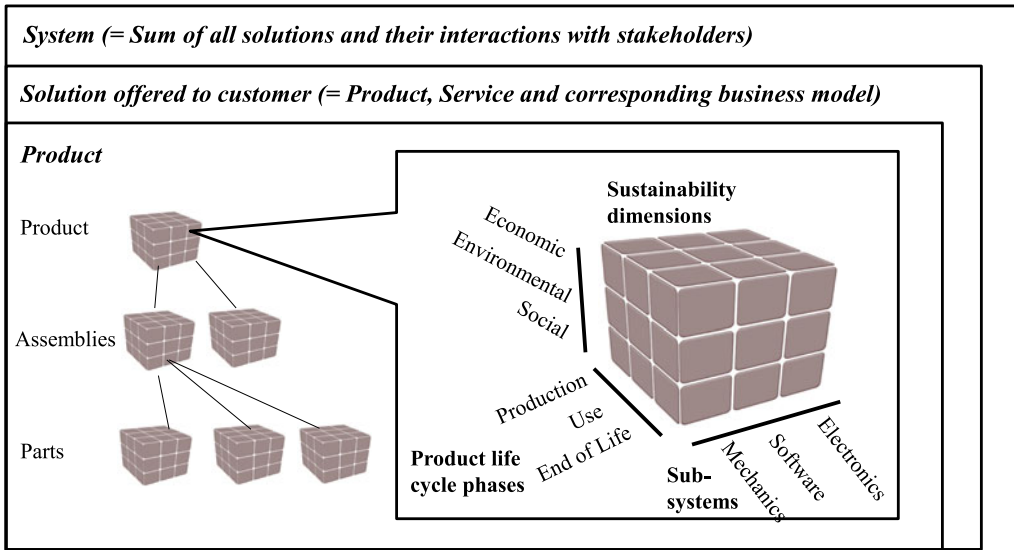 System (= Sum of all solutions and their interactions with stakeholders)
Solution offered to customer (= Product, Service and corresponding business model)
Product
Product
Assemblies
Parts
Sustainability
dimensions
Economic
Environmental
Social
Production
Use
End of Life
Product life
cycle phases
Sub-
systems
Mechanics
Software
Electronics